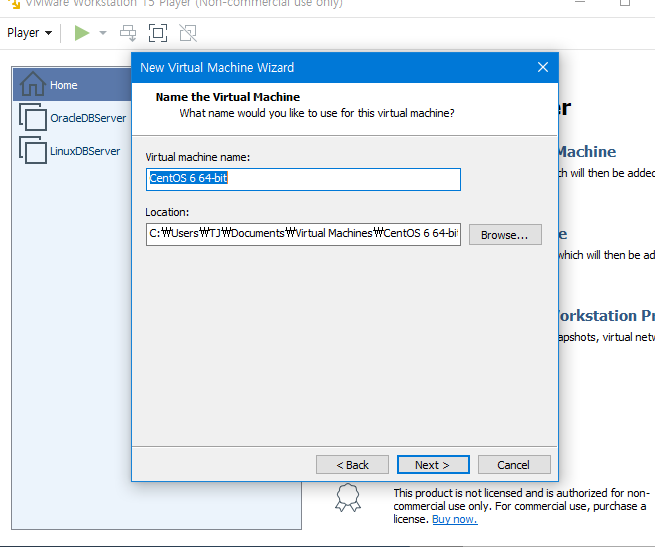 VMware Workstation 15 Player (Non-commercial use only)
Player
Home
OracleDBServer
LinuxDBServer
New Virtual Machine Wizard
Name the Virtual Machine
What name would you like to use for this virtual machine?
Virtual machine name:
CentOS 6 64-bit
Location:
C:₩Users₩TJ₩Documents₩Virtual Machines₩CentOS 6 64-bit
Browse...
< Back
Next >
Cancel
er
Machine
ch will then be added
e
which will then be ad
orkstation Pr
apshots, virtual netw
This product is not licensed and is authorized for non-
commercial use only. For commercial use, purchase a
license. Buy now.